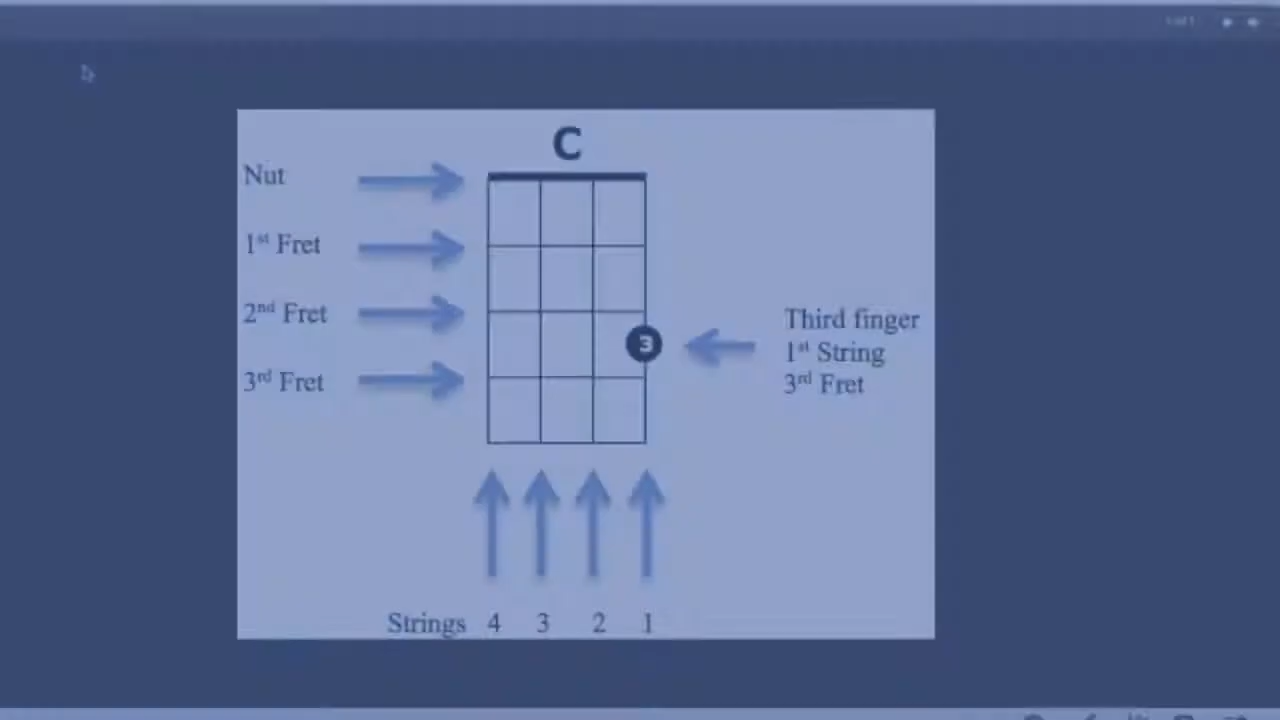 C
Nut
1st Fret
2nd Fret
3rd Fret
3
Third finger
1st String
3rd Fret
Strings 4 3 2 1